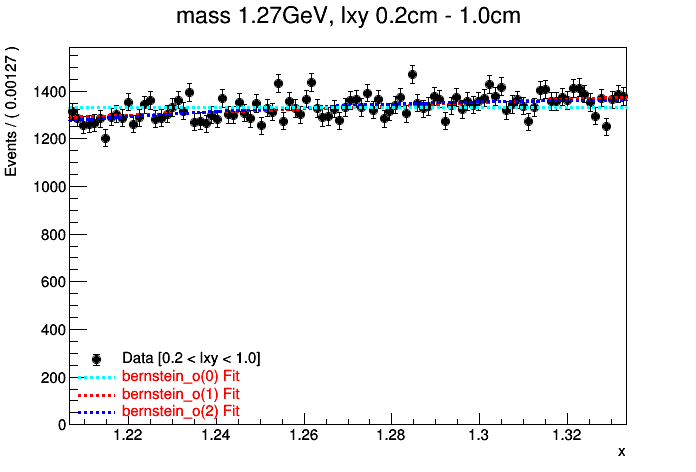 mass 1.27GeV, lxy 0.2cm - 1.0cm
Events / ( 0.00127 )
1400
1200
1000
800
600
400
200
0
Data [0.2 < lxy < 1.0]
bernstein_o(0) Fit
bernstein_o(1) Fit
bernstein_o(2) Fit
1.22 1.24 1.26 1.28 1.3 1.32
x